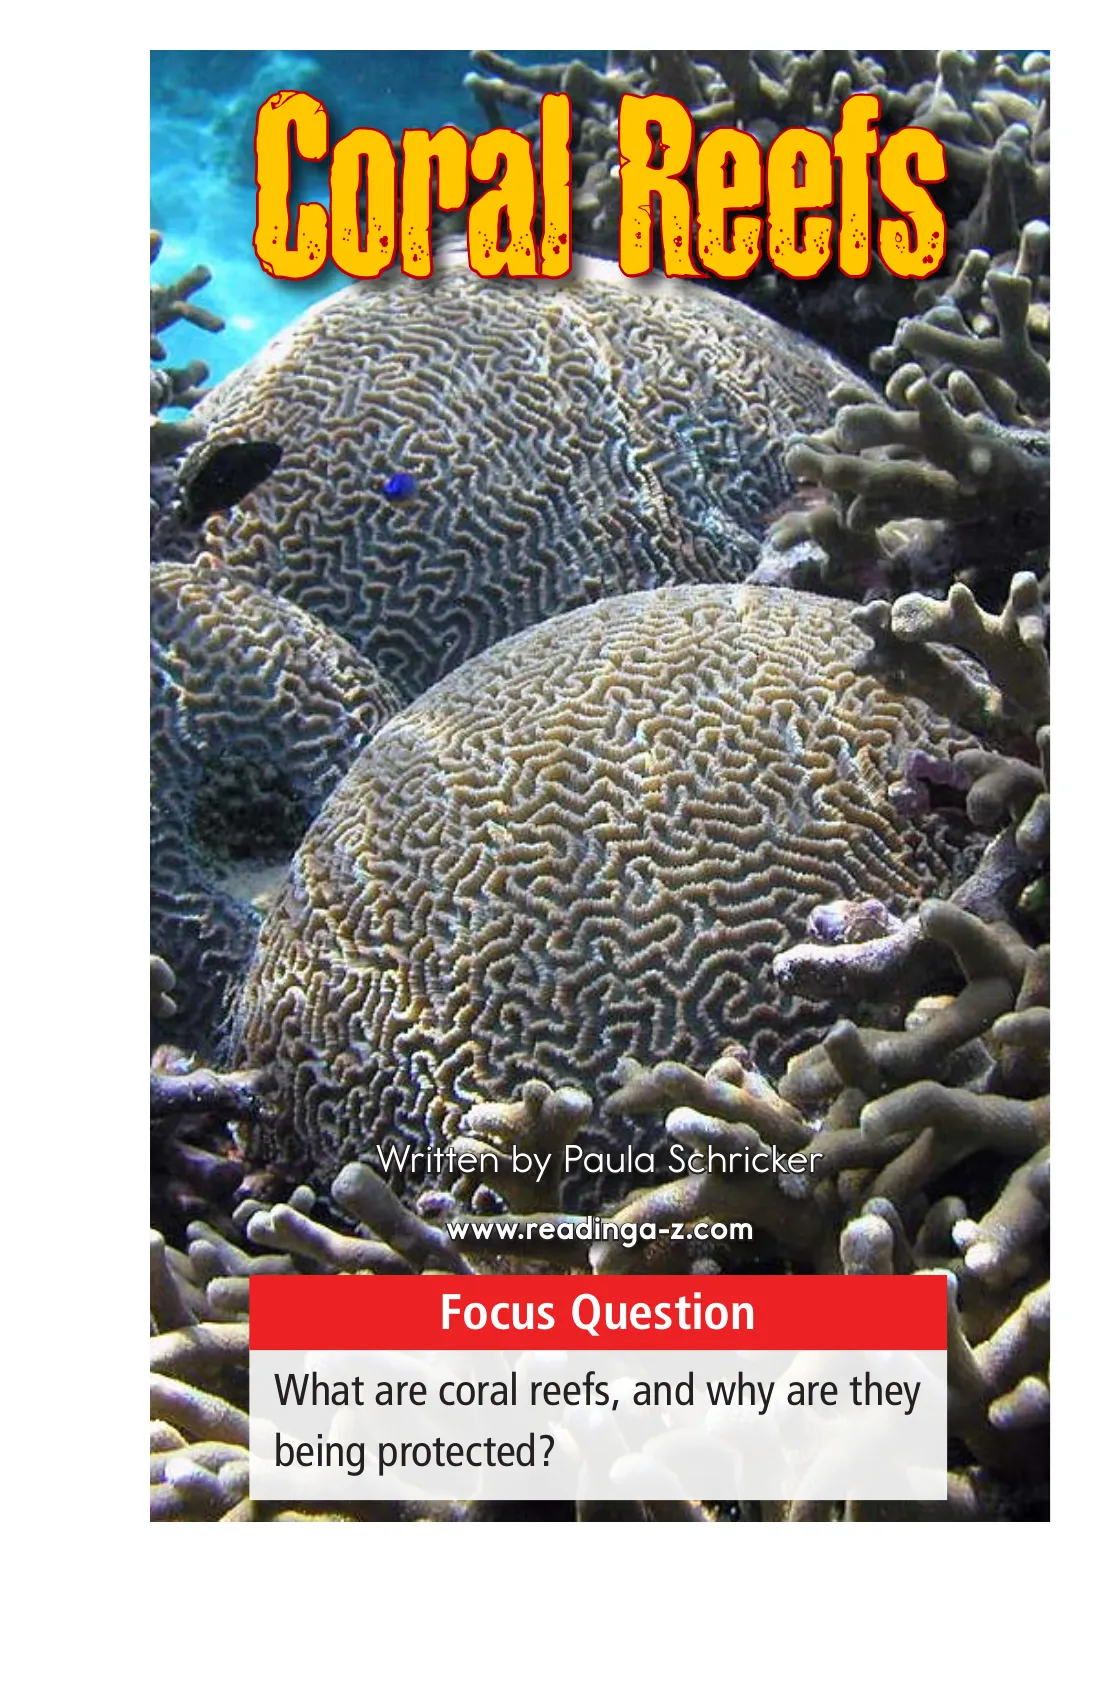 Coral Reefs
Written by Paula Schricker
www.readinga-z.com
Focus Question
What are coral reefs, and why are they
being protected?